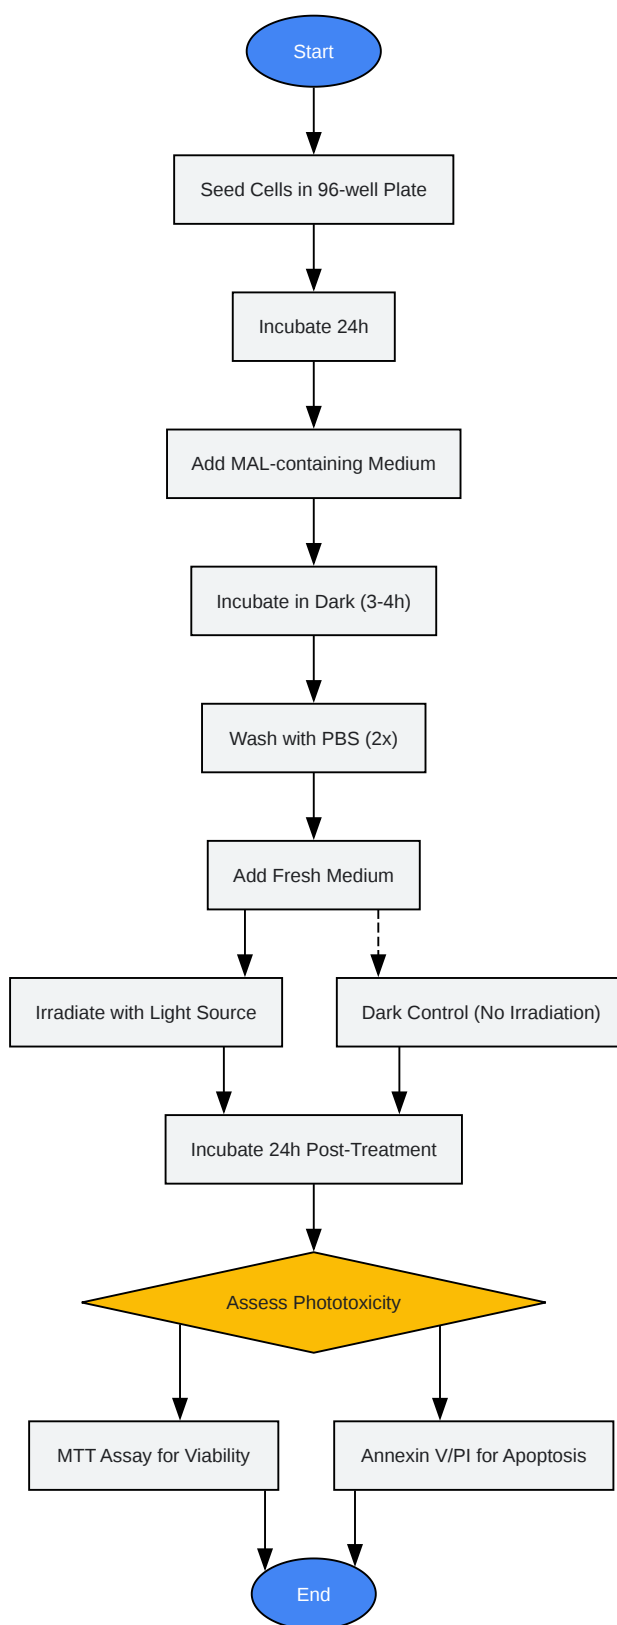 Start
Seed Cells in 96-well Plate
Incubate 24h
Add MAL-containing Medium
Incubate in Dark (3-4h)
Wash with PBS (2x)
Add Fresh Medium
Irradiate with Light Source
Dark Control (No Irradiation)
Incubate 24h Post-Treatment
Assess Phototoxicity
MTT Assay for Viability
Annexin V/PI for Apoptosis
End